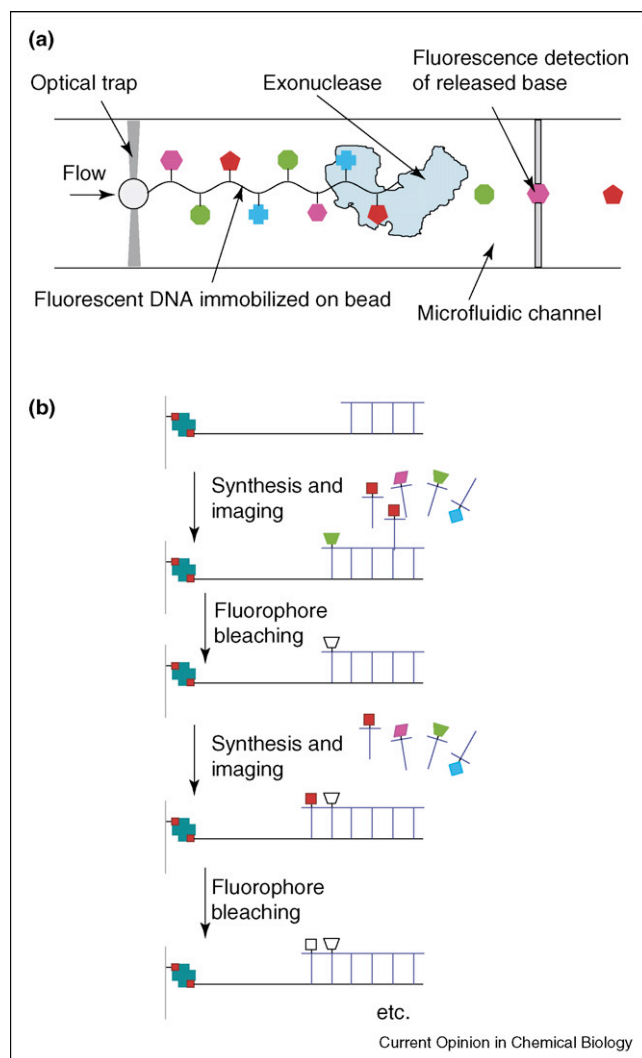 (a)
Optical trap
Exonuclease
Fluorescence detection
of released base
Flow
Fluorescent DNA immobilized on bead
Microfluidic channel
(b)
Synthesis and
imaging
Fluorophore
bleaching
Synthesis and
imaging
Fluorophore
bleaching
etc.
Current Opinion in Chemical Biology